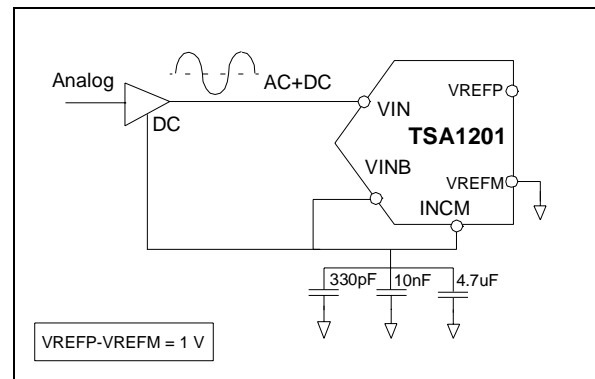 Analog
AC+DC
DC
VIN
VREFP
TSA1201
VINB
VREFM
INCM
330pF
10nF
4.7uF
VREFP-VREFM = 1 V